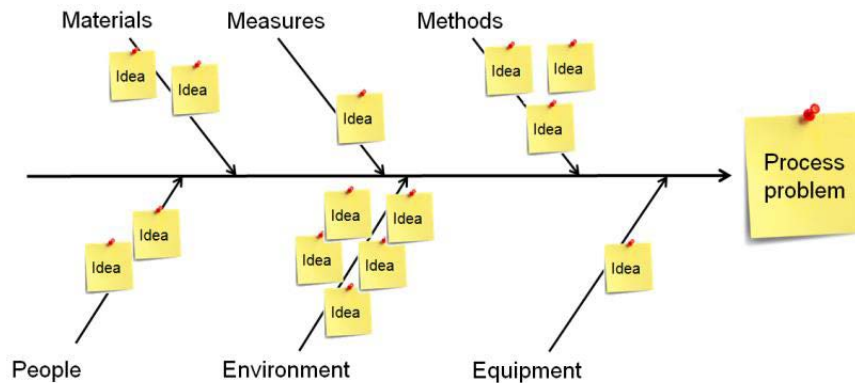 Materials
Measures
Methods
Idea
Idea
Idea
Idea
Idea
Idea
Process
problem
Idea
Idea
Idea
Idea
Idea
Idea
Idea
Idea
People
Environment
Equipment